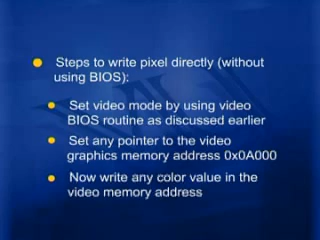 Steps to write pixel directly (without
using BIOS):
Set video mode by using video
BIOS routine as discussed earlier
Set any pointer to the video
graphics memory address 0x0A000
Now write any color value in the
video memory address